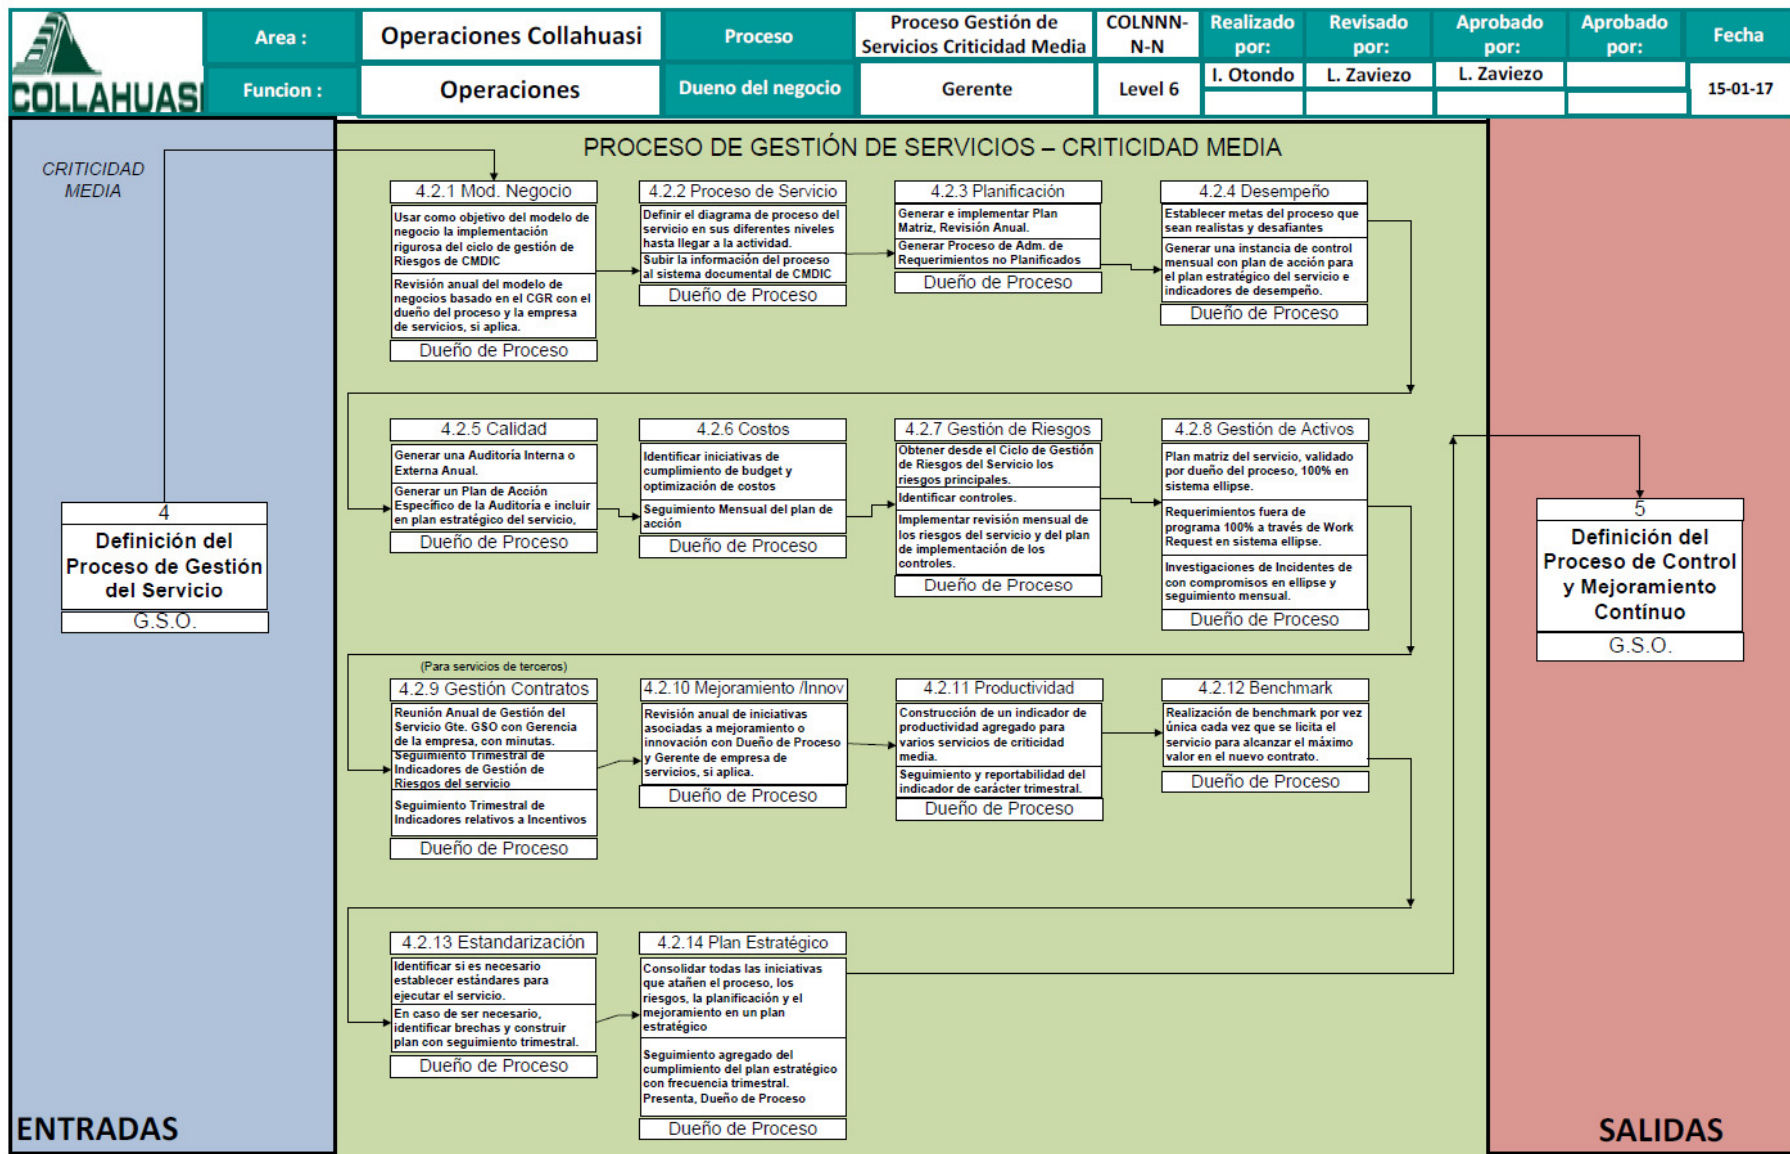 COLLAHUASI
Area :
Operaciones Collahuasi
Proceso
Proceso Gestión de
Servicios Criticidad Media
COLNNN-
N-N
Realizado
por:
Revisado
por:
Aprobado
por:
Aprobado
por:
Fecha
Funcion :
Operaciones
Dueno del negocio
Gerente
Level 6
I. Otondo
L. Zaviezo
L. Zaviezo
15-01-17
CRITICIDAD
MEDIA
PROCESO DE GESTIÓN DE SERVICIOS – CRITICIDAD MEDIA
4.2.1 Mod. Negocio
Usar como objetivo del modelo de
negocio la implementación
rigurosa del ciclo de gestión de
Riesgos de CMDIC
Revisión anual del modelo de
negocios basado en el CGR con el
dueño del proceso y la empresa
de servicios, si aplica.
Dueño de Proceso
4.2.2 Proceso de Servicio
Definir el diagrama de proceso del
servicio en sus diferentes niveles
hasta llegar a la actividad.
Subir la información del proceso
al sistema documental de CMDIC
Dueño de Proceso
4.2.3 Planificación
Generar e implementar Plan
Matriz, Revisión Anual.
Generar Proceso de Adm. de
Requerimientos no Planificados
Dueño de Proceso
4.2.4 Desempeño
Establecer metas del proceso que
sean realistas y desafiantes
Generar una instancia de control
mensual con plan de acción para
el plan estratégico del servicio e
indicadores de desempeño.
Dueño de Proceso
4.2.5 Calidad
Generar una Auditoría Interna o
Externa Anual.
Generar un Plan de Acción
Específico de la Auditoría e incluir
en plan estratégico del servicio,
Dueño de Proceso
4.2.6 Costos
Identificar iniciativas de
cumplimiento de budget y
optimización de costos
Seguimiento Mensual del plan de
acción
Dueño de Proceso
4.2.7 Gestión de Riesgos
Obtener desde el Ciclo de Gestión
de Riesgos del Servicio los
riesgos principales.
Identificar controles.
Implementar revisión mensual de
los riesgos del servicio y del plan
de implementación de los
controles.
Dueño de Proceso
4.2.8 Gestión de Activos
Plan matriz del servicio, validado
por dueño del proceso, 100% en
sistema ellipse.
Requerimientos fuera de
programa 100% a través de Work
Request en sistema ellipse.
Investigaciones de Incidentes de
con compromisos en ellipse y
seguimiento mensual.
Dueño de Proceso
4
Definición del
Proceso de Gestión
del Servicio
G.S.O.
5
Definición del
Proceso de Control
y Mejoramiento
Contínuo
G.S.O.
(Para servicios de terceros)
4.2.9 Gestión Contratos
Reunión Anual de Gestión del
Servicio Gte. GSO con Gerencia
de la empresa, con minutas.
Seguimiento Trimestral de
Indicadores de Gestión de
Riesgos del servicio
Seguimiento Trimestral de
Indicadores relativos a Incentivos
Dueño de Proceso
4.2.10 Mejoramiento /Innov
Revisión anual de iniciativas
asociadas a mejoramiento o
innovación con Dueño de Proceso
y Gerente de empresa de
servicios, si aplica.
Dueño de Proceso
4.2.11 Productividad
Construcción de un indicador de
productividad agregado para
varios servicios de criticidad
media.
Seguimiento y reportabilidad del
indicador de carácter trimestral.
Dueño de Proceso
4.2.12 Benchmark
Realización de benchmark por vez
única cada vez que se licita el
servicio para alcanzar el máximo
valor en el nuevo contrato.
Dueño de Proceso
4.2.13 Estandarización
Identificar si es necesario
establecer estándares para
ejecutar el servicio.
En caso de ser necesario,
identificar brechas y construir
plan con seguimiento trimestral.
Dueño de Proceso
4.2.14 Plan Estratégico
Consolidar todas las iniciativas
que atañen el proceso, los
riesgos, la planificación y el
mejoramiento en un plan
estratégico
Seguimiento agregado del
cumplimiento del plan estratégico
con frecuencia trimestral.
Presenta, Dueño de Proceso
Dueño de Proceso
ENTRADAS
SALIDAS